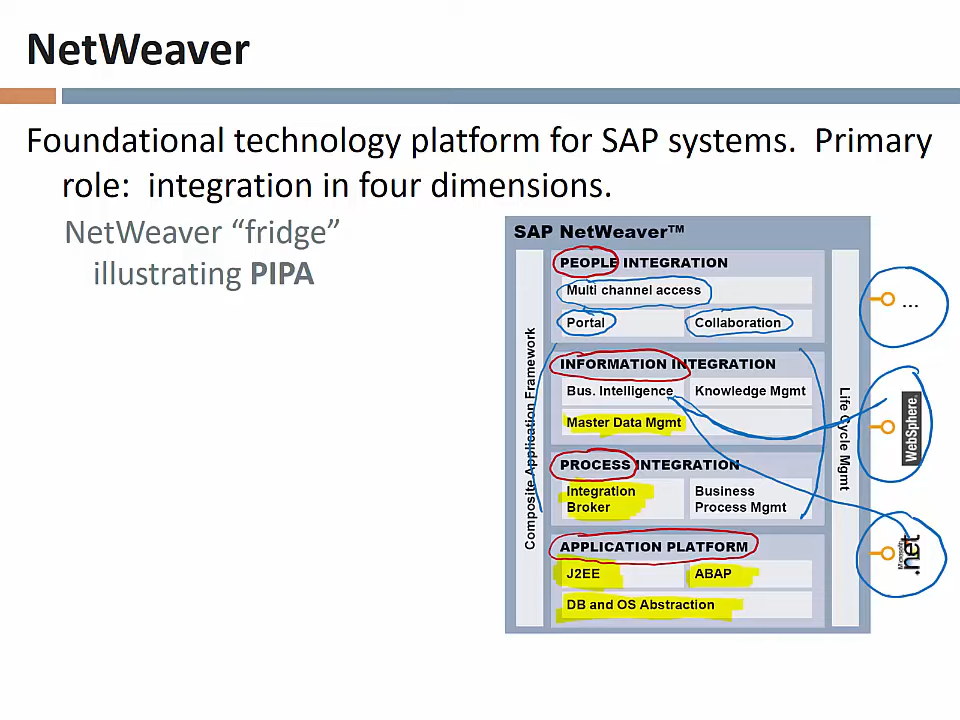 NetWeaver
Foundational technology platform for SAP systems.  Primary
role:  integration in four dimensions.
NetWeaver “fridge”
illustrating PIPA
SAP NetWeaver™
PEOPLE INTEGRATION
Multi channel access
Portal
Collaboration
INFORMATION INTEGRATION
Bus. Intelligence
Knowledge Mgmt
Master Data Mgmt
PROCESS INTEGRATION
Integration
Broker
Business
Process Mgmt
APPLICATION PLATFORM
J2EE
ABAP
DB and OS Abstraction
Composite Application Framework
Life Cycle Mgmt
...
WebSphere.
Microsoft
.net